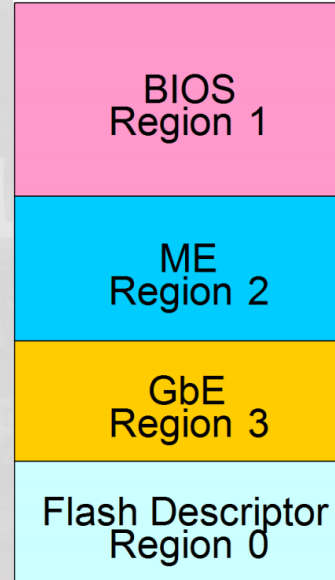 BIOS
Region 1
ME
Region 2
GbE
Region 3
Flash Descriptor
Region 0